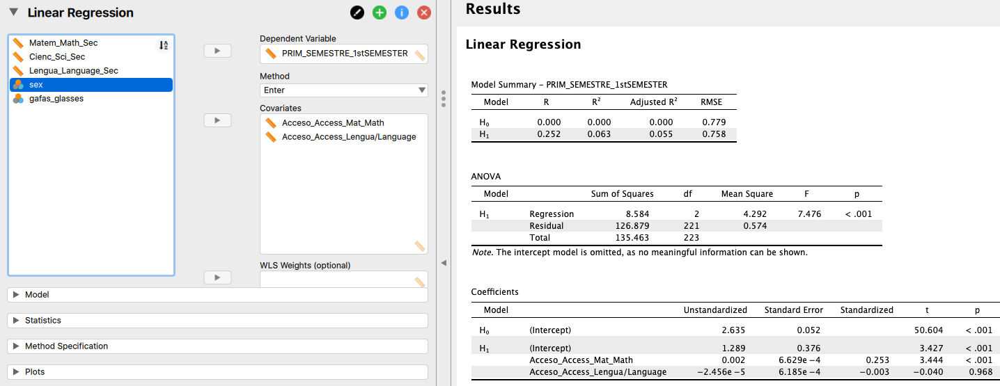 Linear Regression
Matem_Math_Sec
Cienc_Sci_Sec
Lengua_Language_Sec
sex
gafas_glasses
Dependent Variable
PRIM_SEMESTRE_1stSEMESTER
Method
Enter
Covariates
Acceso_Access_Mat_Math
Acceso_Access_Lengua/Language
WLS Weights (optional)
Model
Statistics
Method Specification
Plots
Results
Linear Regression
Model Summary – PRIM_SEMESTRE_1stSEMESTER
Model R R² Adjusted R² RMSE
H₀ 0.000 0.000 0.000 0.779
H₁ 0.252 0.063 0.055 0.758
ANOVA
Model Sum of Squares df Mean Square F p
H₁ Regression 8.584 2 4.292 7.476 < .001
Residual 126.879 221 0.574
Total 135.463 223
Note. The intercept model is omitted, as no meaningful information can be shown.
Coefficients
Model Unstandardized Standard Error Standardized t p
H₀ (Intercept) 2.635 0.052 50.604 < .001
H₁ (Intercept) 1.289 0.376 3.427 < .001
Acceso_Access_Mat_Math 0.002 6.629e −4 0.253 3.444 < .001
Acceso_Access_Lengua/Language −2.456e −5 6.185e −4 −0.003 −0.040 0.968